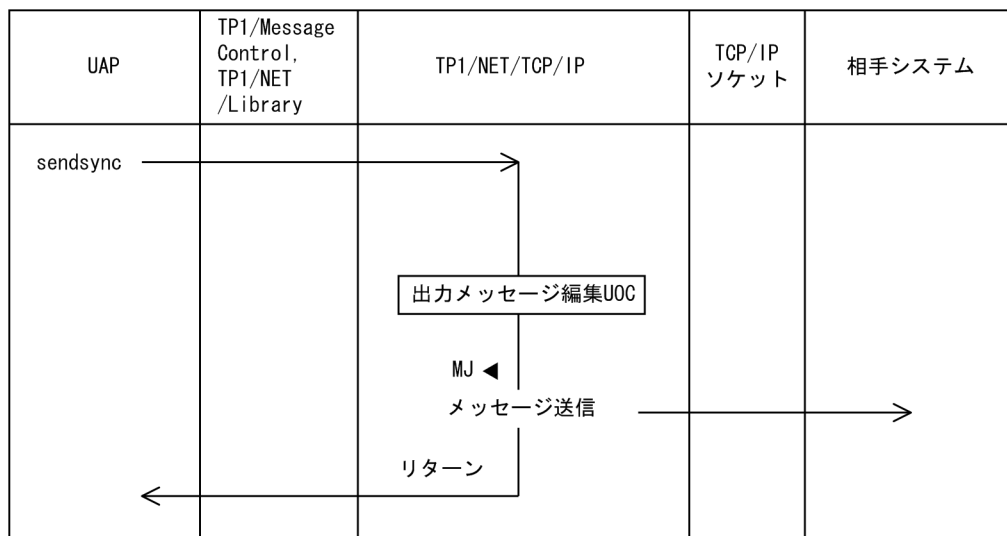 UAP
TP1/Message
Control,
TP1/NET
/Library
TP1/NET/TCP/IP
TCP/IP
ソケット
相手システム
sendsync
出力メッセージ編集UOC
MJ
メッセージ送信
リターン